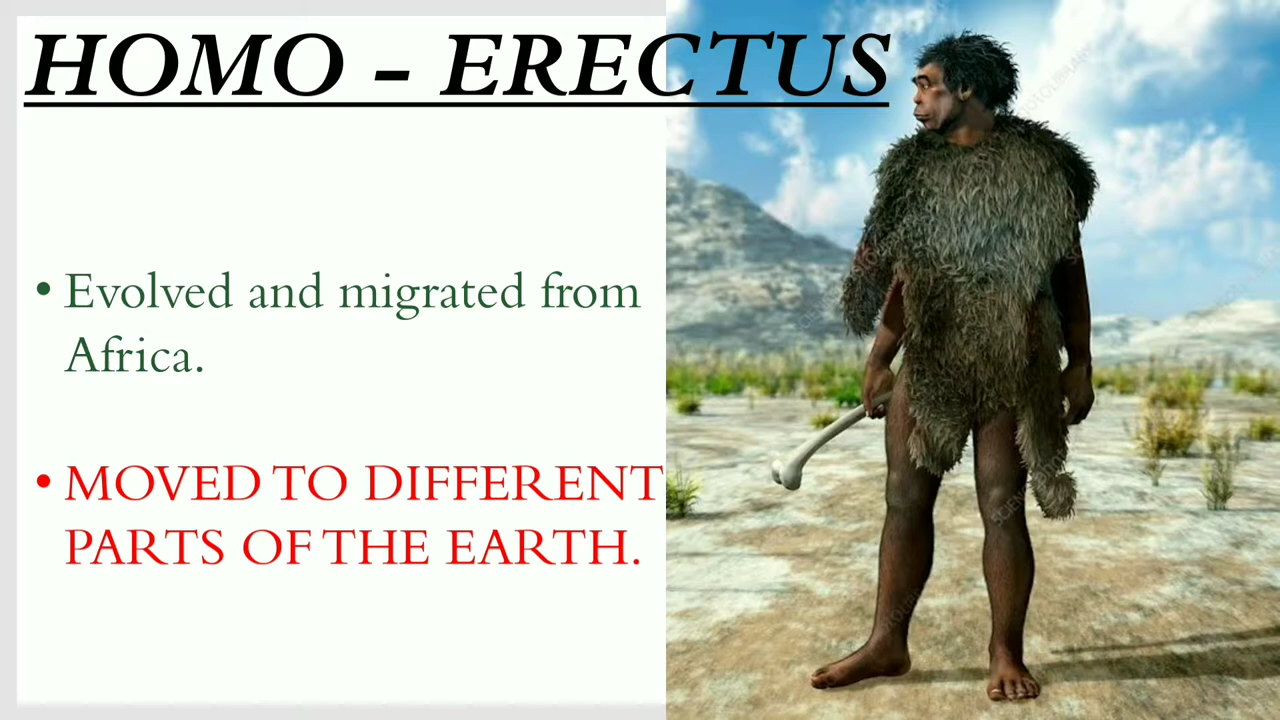 HOMO - ERECTUS
• Evolved and migrated from
Africa.
• MOVED TO DIFFERENT
PARTS OF THE EARTH.